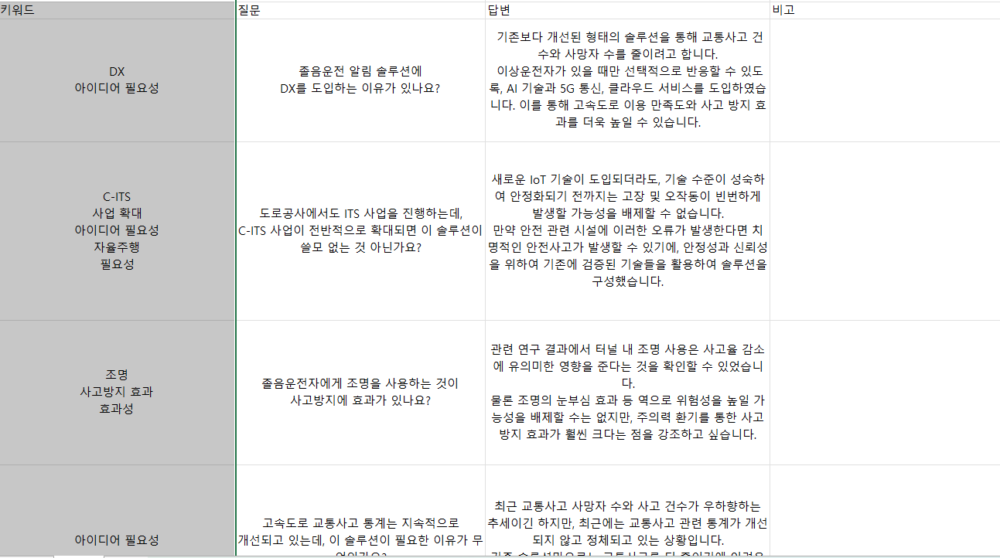 키워드
질문
답변
비고
DX
아이디어 필요성
졸음운전 알림 솔루션에
DX를 도입하는 이유가 있나요?
기존보다 개선된 형태의 솔루션을 통해 교통사고 건
수와 사망자 수를 줄이려고 합니다.
이상운전자가 있을 때만 선택적으로 반응할 수 있도
록, AI 기술과 5G 통신, 클라우드 서비스를 도입하였습
니다. 이를 통해 고속도로 이용 만족도와 사고 방지 효
과를 더욱 높일 수 있습니다.
C-ITS
사업 확대
아이디어 필요성
자율주행
필요성
도로공사에서도 ITS 사업을 진행하는데,
C-ITS 사업이 전반적으로 확대되면 이 솔루션이
쓸모 없는 것 아닌가요?
새로운 IoT 기술이 도입되더라도, 기술 수준이 성숙하
여 안정화되기 전까지는 고장 및 오작동이 빈번하게
발생할 가능성을 배제할 수 없습니다.
만약 안전 관련 시설에 이러한 오류가 발생한다면 치
명적인 안전사고가 발생할 수 있기에, 안정성과 신뢰성
을 위하여 기존에 검증된 기술들을 활용하여 솔루션을
구성했습니다.
조명
사고방지 효과
효과성
졸음운전자에게 조명을 사용하는 것이
사고방지에 효과가 있나요?
관련 연구 결과에서 터널 내 조명 사용은 사고율 감소
에 유의미한 영향을 준다는 것을 확인할 수 있었습니
다.
물론 조명의 눈부심 효과 등 역으로 위험성을 높일 가
능성을 배제할 수는 없지만, 주의력 환기를 통한 사고
방지 효과가 훨씬 크다는 점을 강조하고 싶습니다.
아이디어 필요성
고속도로 교통사고 통계는 지속적으로
개선되고 있는데, 이 솔루션이 필요한 이유가 무
최근 교통사고 사망자 수와 사고 건수가 우하향하는
추세이긴 하지만, 최근에는 교통사고 관련 통계가 개선
되지 않고 정체되고 있는 상황입니다.